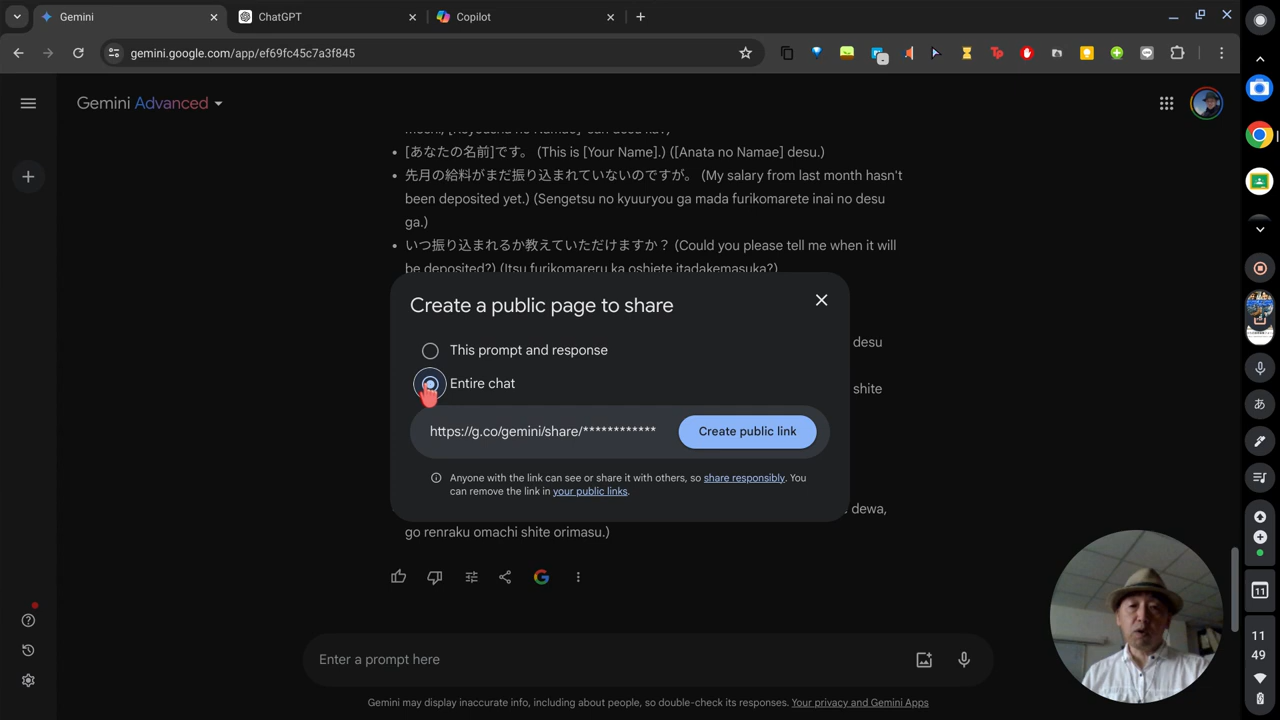 Gemini
ChatGPT
Copilot
gemini.google.com/app/ef69fc45c7a3f845
Gemini Advanced
[あなたの名前]です。 (This is [Your Name].) ([Anata no Namae] desu.)
先月の給料がまだ振り込まれていないのですが。 (My salary from last month hasn't
been deposited yet.) (Sengetsu no kyuuryou ga mada furikomarete inai no desu
ga.)
いつ振り込まれるか教えていただけますか？ (Could you please tell me when it will
be deposited?) (Itsu furikomareru ka oshiete itadakemasuka?)
Create a public page to share
This prompt and response
desu
Entire chat
shite
https://g.co/gemini/share/************
Create public link
Anyone with the link can see or share it with others, so share responsibly. You
can remove the link in your public links.
dewa,
go renraku omachi shite orimasu.)
Enter a prompt here
Gemini may display inaccurate info, including about people, so double-check its responses. Your privacy and Gemini Apps
Tp
あ
11
11
49